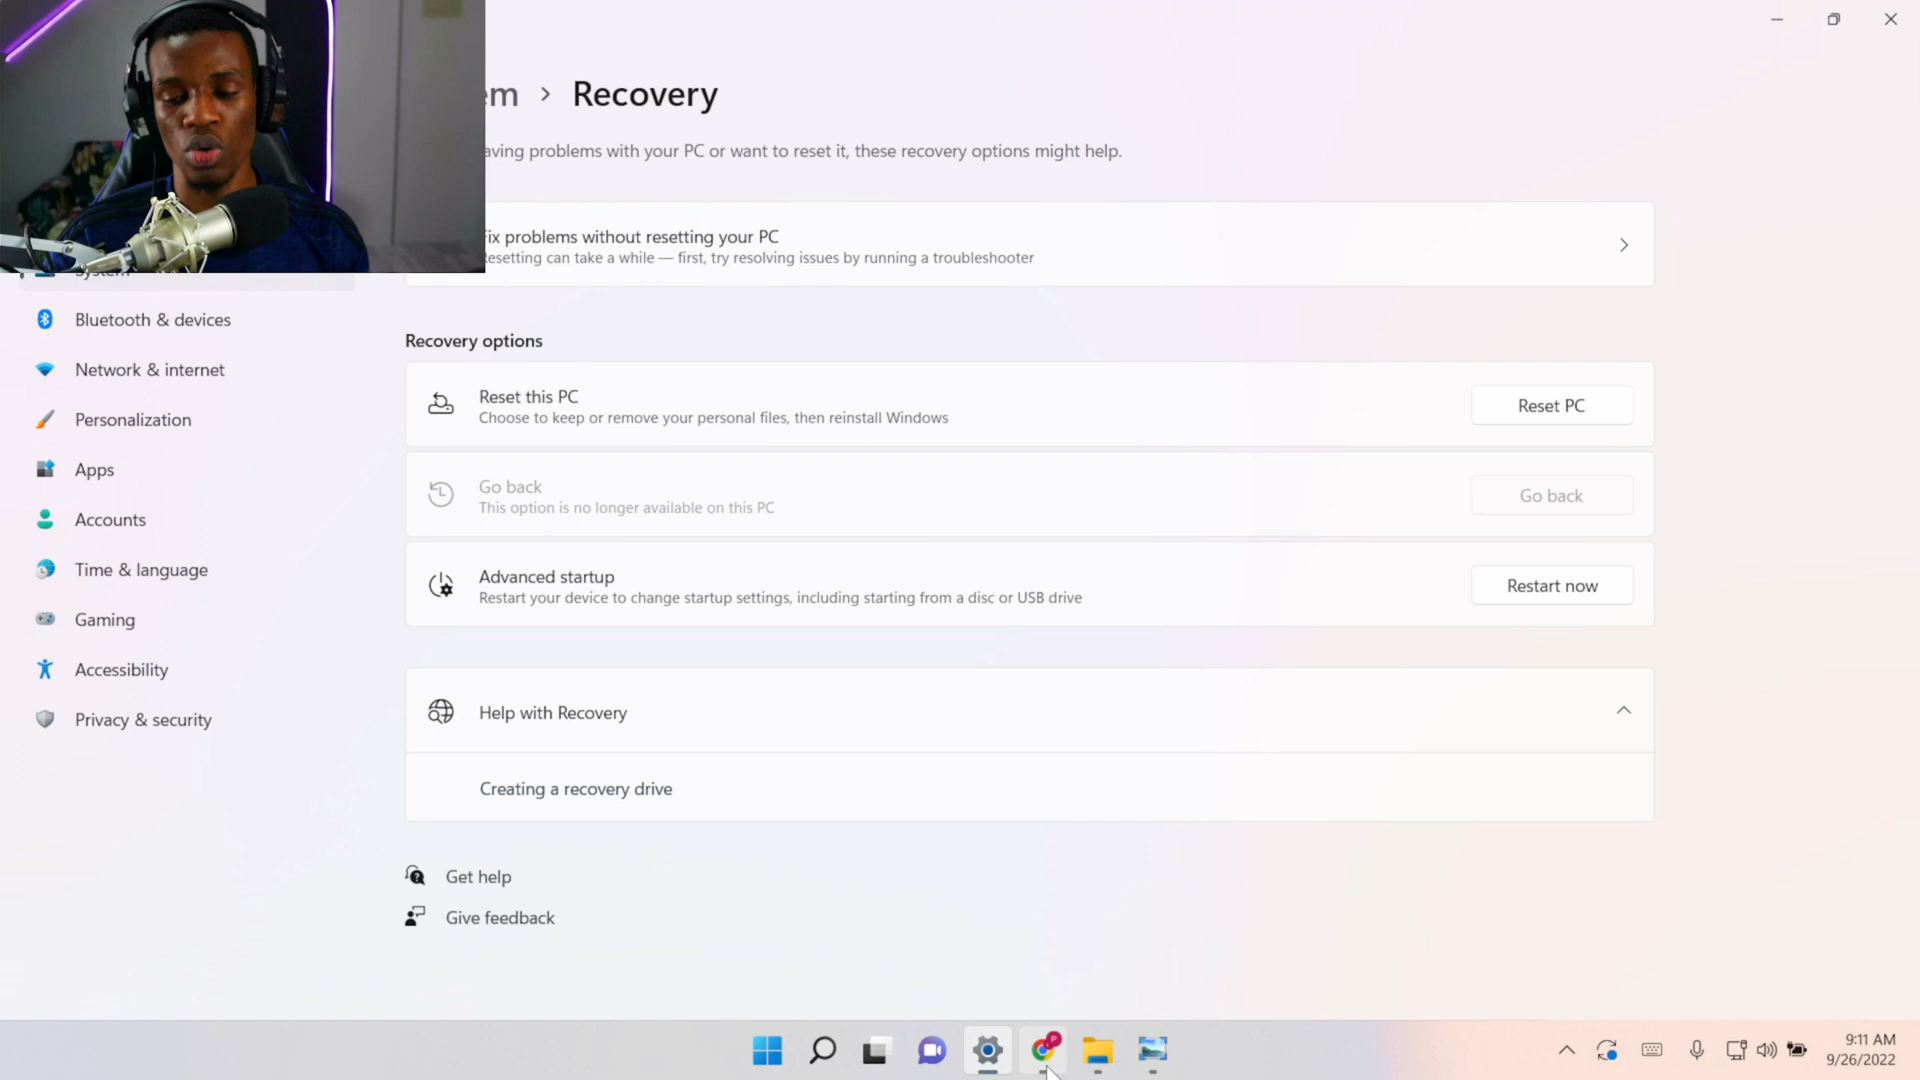 em > Recovery
aving problems with your PC or want to reset it, these recovery options might help.
ix problems without resetting your PC
esetting can take a while — first, try resolving issues by running a troubleshooter
System
Bluetooth & devices
Network & internet
Personalization
Apps
Accounts
Time & language
Gaming
Accessibility
Privacy & security
Recovery options
Reset this PC
Choose to keep or remove your personal files, then reinstall Windows
Reset PC
Go back
This option is no longer available on this PC
Go back
Advanced startup
Restart your device to change startup settings, including starting from a disc or USB drive
Restart now
Help with Recovery
Creating a recovery drive
Get help
Give feedback
P
9:11 AM
9/26/2022